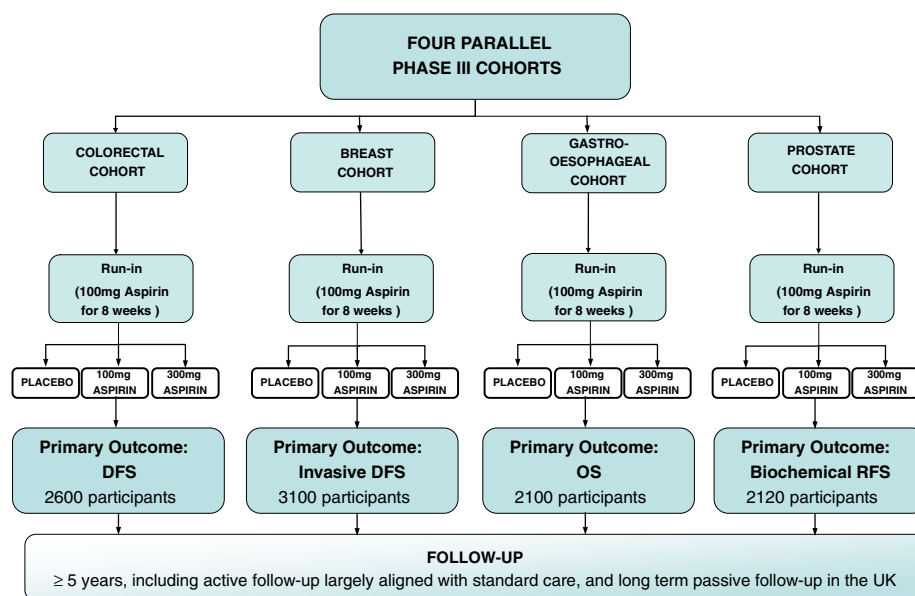 FOUR PARALLEL
PHASE III COHORTS
COLORECTAL
COHORT
BREAST
COHORT
GASTRO-
OESOPHAGEAL
COHORT
PROSTATE
COHORT
Run-in
(100mg Aspirin
for 8 weeks )
Run-in
(100mg Aspirin
for 8 weeks )
Run-in
(100mg Aspirin
for 8 weeks )
Run-in
(100mg Aspirin
for 8 weeks )
PLACEBO
100mg
ASPIRIN
300mg
ASPIRIN
PLACEBO
100mg
ASPIRIN
300mg
ASPIRIN
PLACEBO
100mg
ASPIRIN
300mg
ASPIRIN
PLACEBO
100mg
ASPIRIN
300mg
ASPIRIN
Primary Outcome:
DFS
2600 participants
Primary Outcome:
Invasive DFS
3100 participants
Primary Outcome:
OS
2100 participants
Primary Outcome:
Biochemical RFS
2120 participants
FOLLOW-UP
≥ 5 years, including active follow-up largely aligned with standard care, and long term passive follow-up in the UK